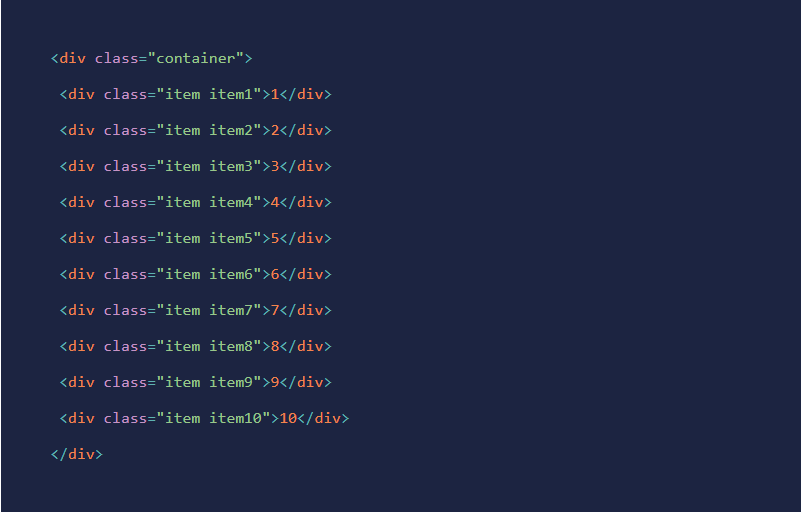 <div class="container">
<div class="item item1">1</div>
<div class="item item2">2</div>
<div class="item item3">3</div>
<div class="item item4">4</div>
<div class="item item5">5</div>
<div class="item item6">6</div>
<div class="item item7">7</div>
<div class="item item8">8</div>
<div class="item item9">9</div>
<div class="item item10">10</div>
</div>